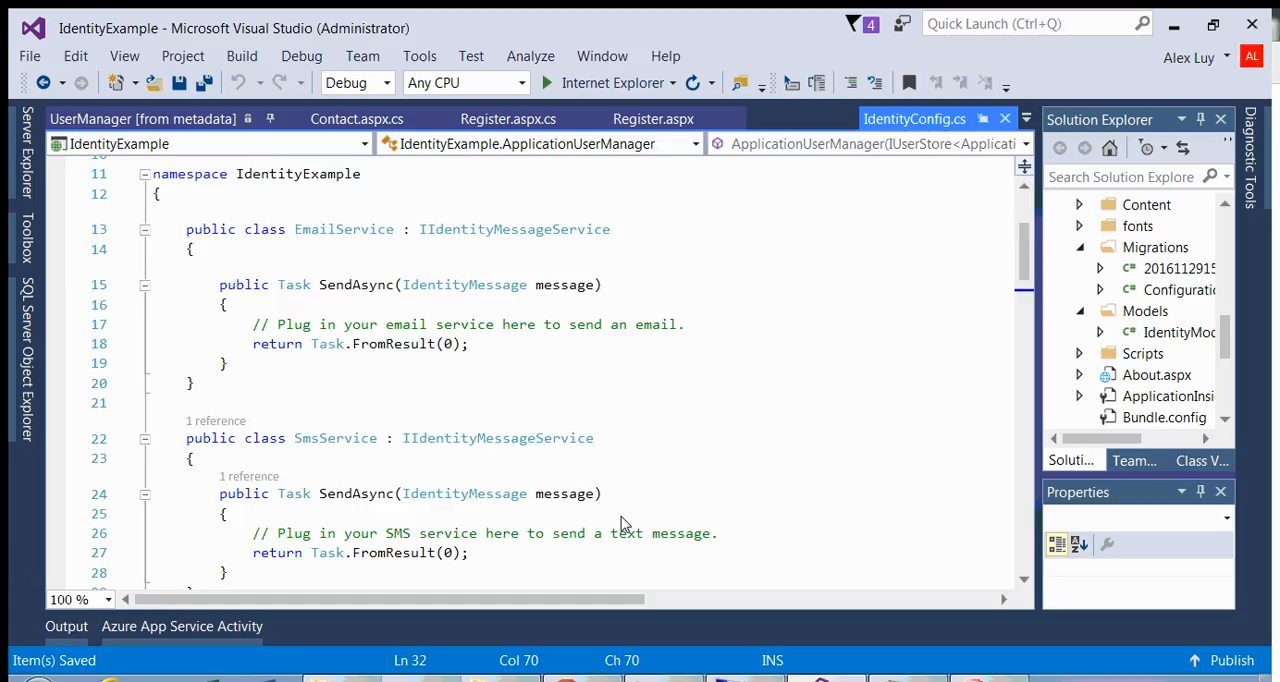 IdentityExample - Microsoft Visual Studio (Administrator)
4
Quick Launch (Ctrl+Q)
File Edit View Project Build Debug Team Tools Test Analyze Window Help
Alex Luy
AL
Debug
Any CPU
Internet Explorer
Server Explorer
Toolbox
SQL Server Object Explorer
UserManager [from metadata]
Contact.aspx.cs
Register.aspx.cs
Register.aspx
IdentityConfig.cs
IdentityExample
IdentityExample.ApplicationUserManager
ApplicationUserManager(IUserStore<Applicati
11 namespace IdentityExample
12 {
13 public class EmailService : IIdentityMessageService
14 {
15 public Task SendAsync(IdentityMessage message)
16 {
17 // Plug in your email service here to send an email.
18 return Task.FromResult(0);
19 }
20 }
21
1 reference
22 public class SmsService : IIdentityMessageService
23 {
1 reference
24 public Task SendAsync(IdentityMessage message)
25 {
26 // Plug in your SMS service here to send a text message.
27 return Task.FromResult(0);
28 }
100 %
Solution Explorer
Search Solution Explore
Content
fonts
Migrations
C# 2016112915
C# Configuratio
Models
C# IdentityMod
Scripts
About.aspx
ApplicationInsi
Bundle.config
Soluti... Team... Class V...
Properties
Diagnostic Tools
Output Azure App Service Activity
Item(s) Saved
Ln 32
Col 70
Ch 70
INS
Publish